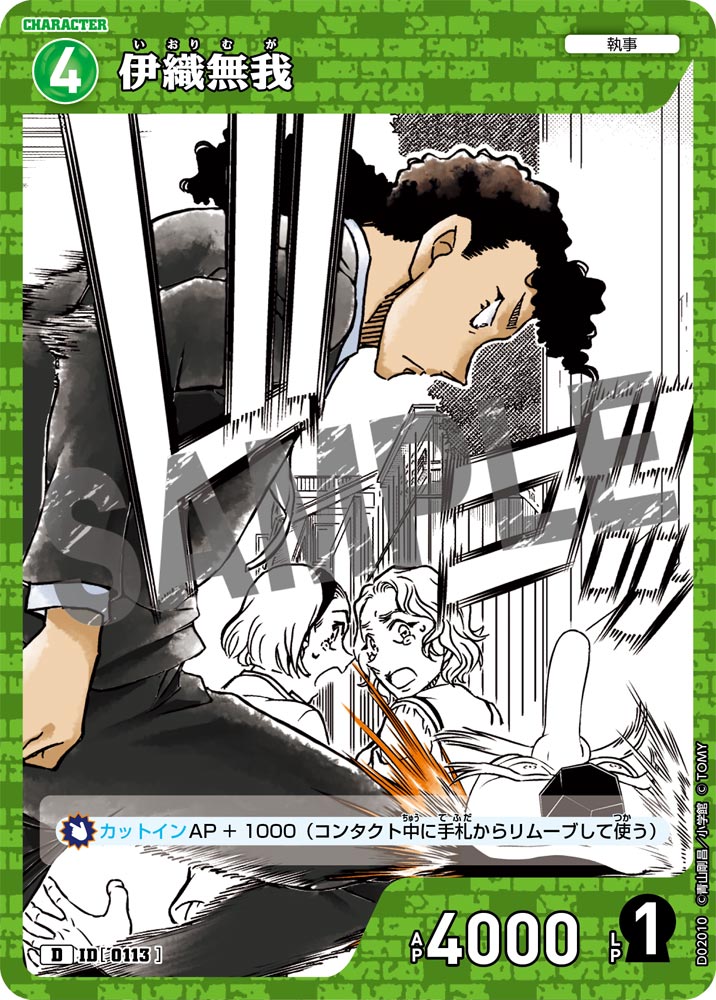 CHARACTER
4
いおりむが
伊織無我
執事
SAMPLE
カットインAP + 1000（コンタクト中に手札からリムーブして使う）
ちゅう てふだ つか
AP 4000
LP 1
D ID [ 0113 ]
D02010 ©青山剛昌／小学館 © TOMY